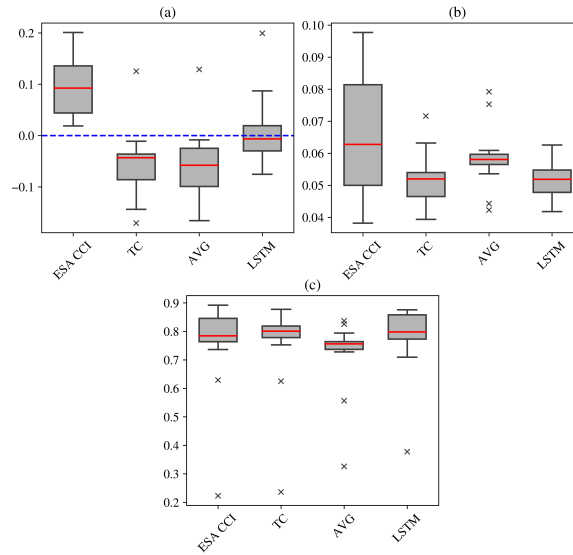 (a)
0.2
0.1
0.0
−0.1
ESA CCI
TC
AVG
LSTM
(b)
0.10
0.09
0.08
0.07
0.06
0.05
0.04
ESA CCI
TC
AVG
LSTM
(c)
0.9
0.8
0.7
0.6
0.5
0.4
0.3
0.2
ESA CCI
TC
AVG
LSTM